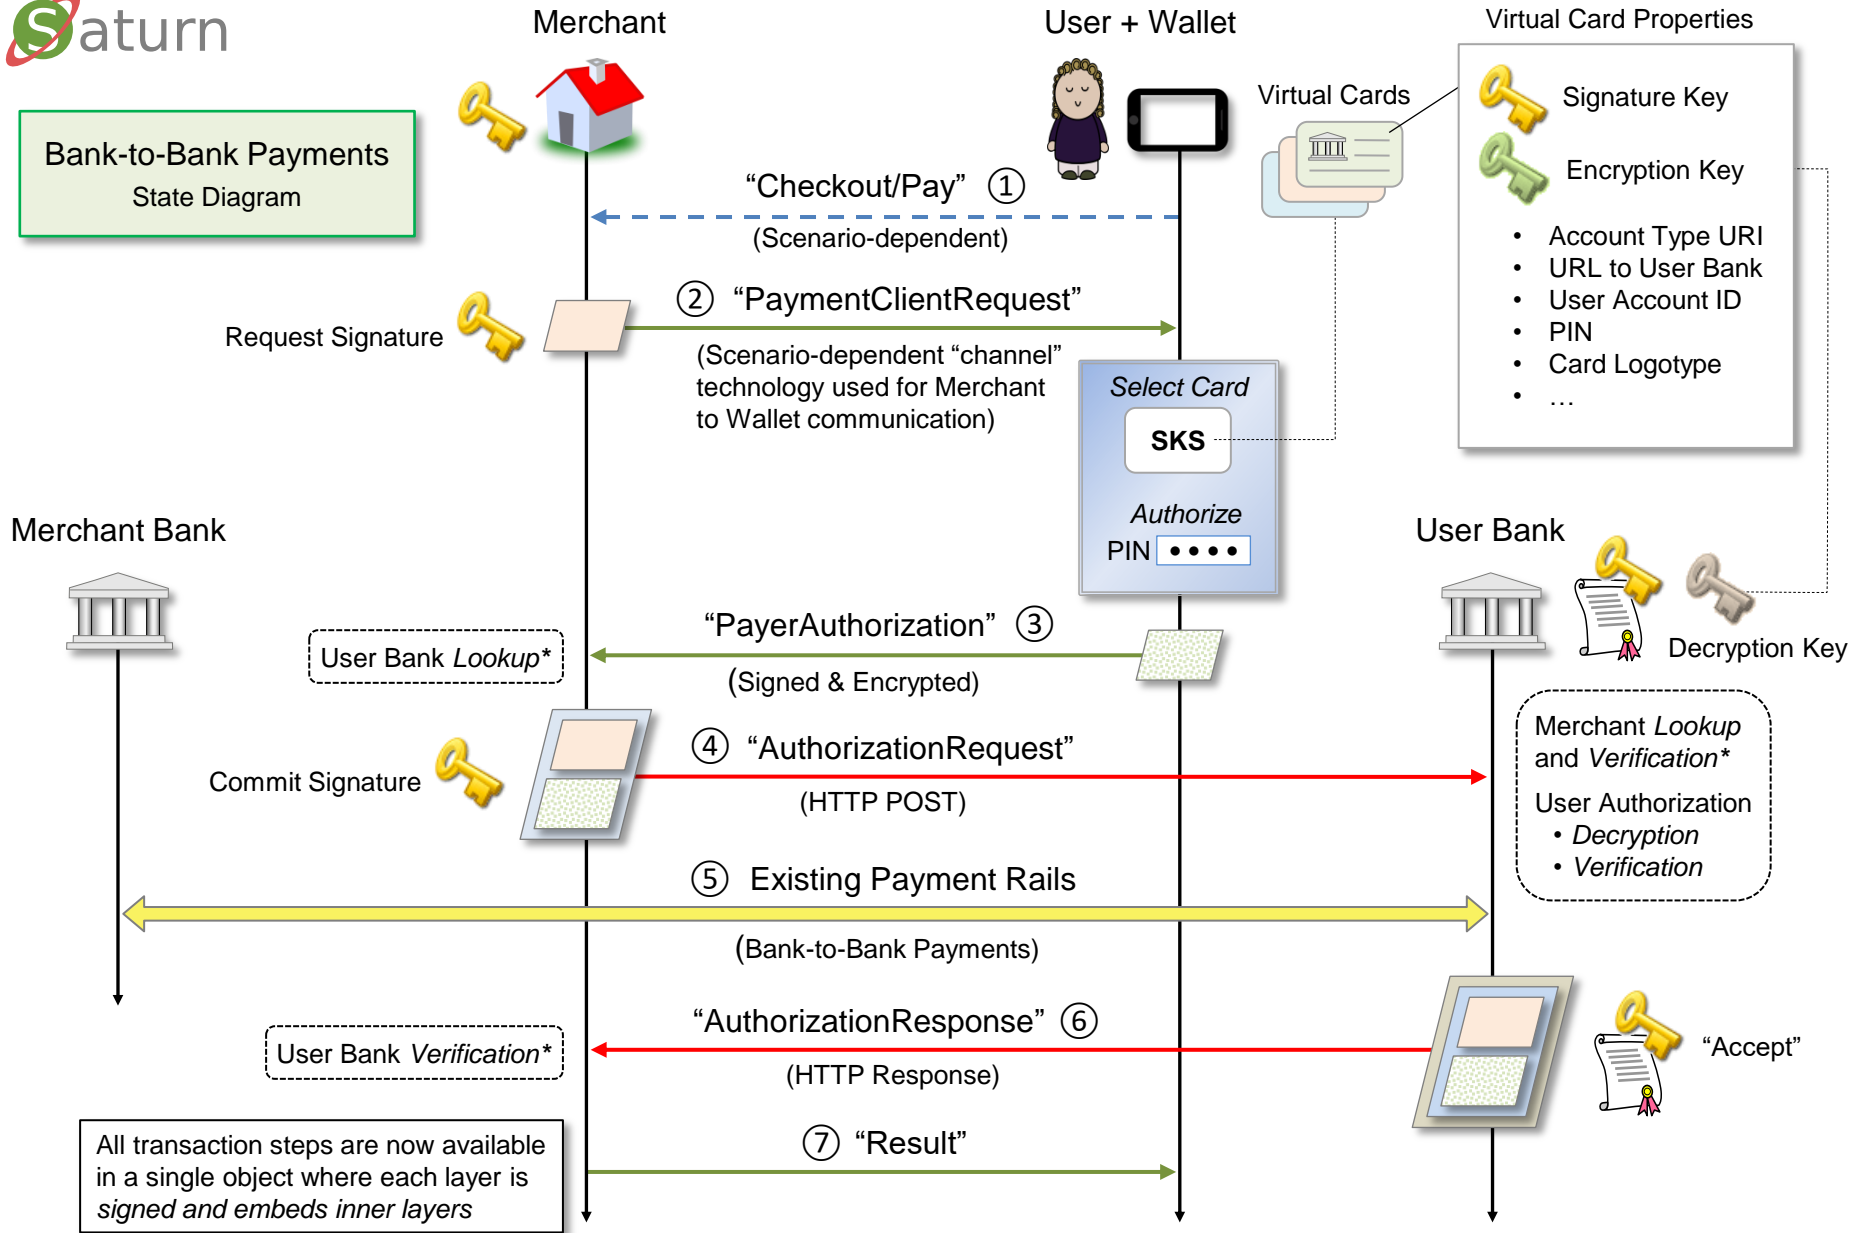 Saturn
Merchant
User + Wallet
Virtual Card Properties
Bank-to-Bank Payments
State Diagram
Virtual Cards
Signature Key
Encryption Key
• Account Type URI
• URL to User Bank
• User Account ID
• PIN
• Card Logotype
• …
“Checkout/Pay” ①
(Scenario-dependent)
② “PaymentClientRequest”
Request Signature
(Scenario-dependent “channel”
technology used for Merchant
to Wallet communication)
Select Card
SKS
Authorize
PIN ● ● ● ●
Merchant Bank
User Bank
Decryption Key
“PayerAuthorization” ③
(Signed & Encrypted)
User Bank Lookup*
④ “AuthorizationRequest”
(HTTP POST)
Commit Signature
Merchant Lookup
and Verification*
User Authorization
• Decryption
• Verification
⑤ Existing Payment Rails
(Bank-to-Bank Payments)
“AuthorizationResponse” ⑥
(HTTP Response)
User Bank Verification*
“Accept”
⑦ “Result”
All transaction steps are now available
in a single object where each layer is
signed and embeds inner layers